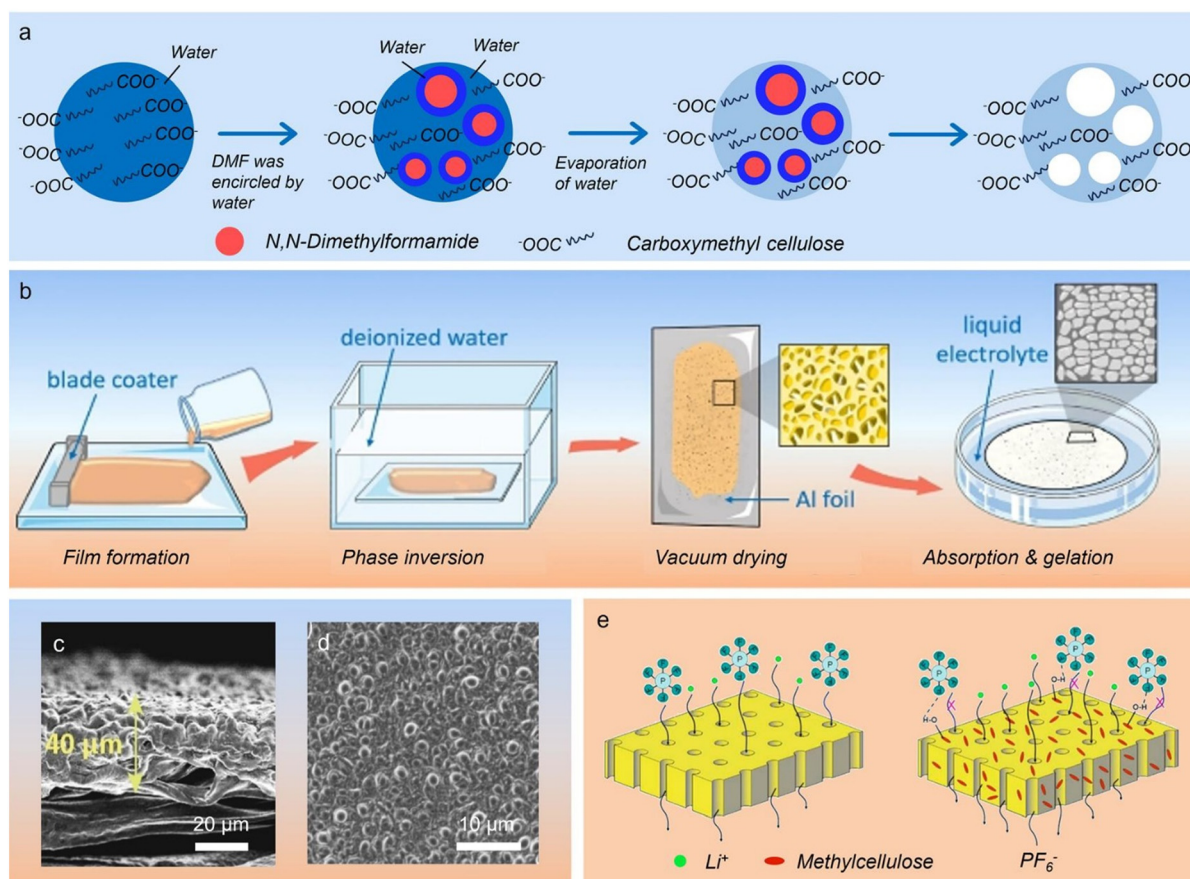 a
Water
COO-
-OOC
COO-
-OOC
COO-
-OOC
COO-
DMF was
encircled by
water
Water
Water
COO-
-OOC
-OOC
COO-
COO-
-OOC
COO-
Evaporation
of water
COO-
-OOC
-OOC
COO-
COO-
-OOC
COO-
COO-
-OOC
-OOC
COO-
COO-
-OOC
COO-
N,N-Dimethylformamide
-OOC
Carboxymethyl cellulose
b
blade coater
deionized water
Al foil
liquid
electrolyte
Film formation
Phase inversion
Vacuum drying
Absorption & gelation
c
40 μm
20 μm
d
10 μm
e
P
P
P
P
P
P
H-O
O-H
O-H
Li+
Methylcellulose
PF6-